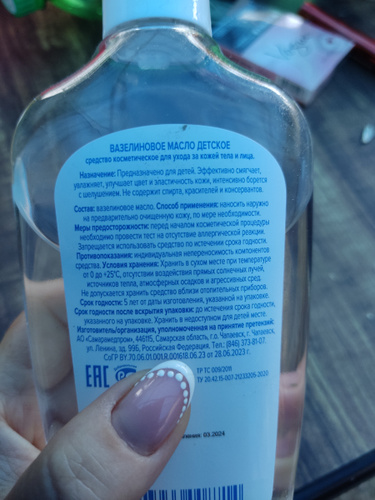 ВАЗЕЛИНОВОЕ МАСЛО ДЕТСКОЕ
средство косметическое для ухода за кожей тела и лица.
Назначение: Предназначено для детей. Эффективно смягчает,
увлажняет, улучшает цвет и эластичность кожи, интенсивно борется
с шелушением. Не содержит спирта, красителей и консервантов.
Состав: вазелиновое масло. Способ применения: наносить наружно
на предварительно очищенную кожу, по мере необходимости.
Меры предосторожности: перед началом косметической процедуры
необходимо провести тест на отсутствие аллергической реакции.
Запрещается использовать средство по истечении срока годности.
Противопоказания: индивидуальная непереносимость компонентов
средства. Условия хранения: Хранить в сухом месте при температуре
от 0 до +25°C, отсутствии воздействия прямых солнечных лучей,
источников тепла, атмосферных осадков и агрессивных сред.
Не допускается хранить средство вблизи отопительных приборов.
Срок годности: 5 лет от даты изготовления, указанной на упаковке.
Срок годности после вскрытия упаковки: до истечения срока годности,
указанного на упаковке. Хранить в недоступном для детей месте.
Изготовитель/организация, уполномоченная на принятие претензий:
АО «Самарамедпром», 446115, Самарская область, г.о. Чапаевск, г. Чапаевск,
ул. Ленина, зд. 99Б, Российская Федерация. Тел.: (846) 373-81-07.
СоГР BY.70.06.01.001.R.001618.06.23 от 28.06.2023 г.
EAC
ТР ТС 009/2011
ТУ 20.42.15-007-21233205-2020
03.2024